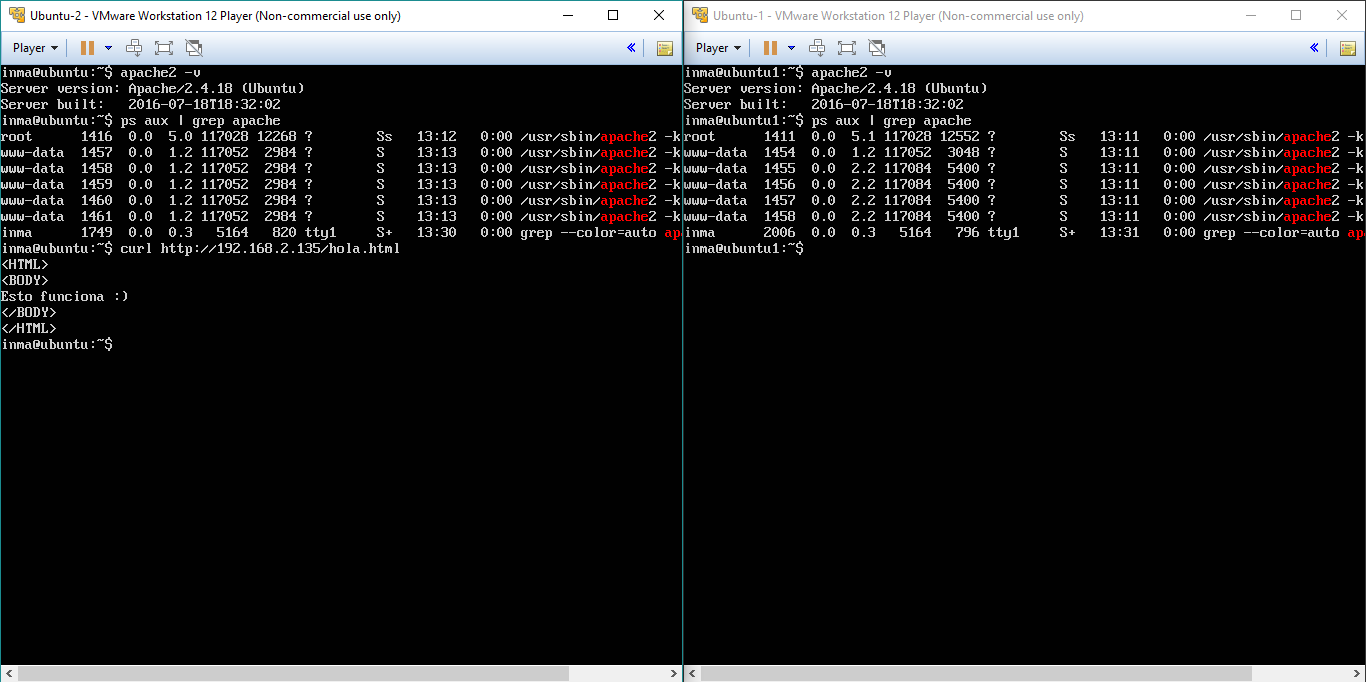 Ubuntu-2 - VMware Workstation 12 Player (Non-commercial use only)
Player
inma@ubuntu:~$ apache2 -v
Server version: Apache/2.4.18 (Ubuntu)
Server built:   2016-07-18T18:32:02
inma@ubuntu:~$ ps aux | grep apache
root      1416  0.0  5.0 117028 12268 ?        Ss   13:12   0:00 /usr/sbin/apache2 -k
www-data  1457  0.0  1.2 117052  2984 ?        S    13:13   0:00 /usr/sbin/apache2 -k
www-data  1458  0.0  1.2 117052  2984 ?        S    13:13   0:00 /usr/sbin/apache2 -k
www-data  1459  0.0  1.2 117052  2984 ?        S    13:13   0:00 /usr/sbin/apache2 -k
www-data  1460  0.0  1.2 117052  2984 ?        S    13:13   0:00 /usr/sbin/apache2 -k
www-data  1461  0.0  1.2 117052  2984 ?        S    13:13   0:00 /usr/sbin/apache2 -k
inma      1749  0.0  0.3   5164   820 tty1     S+   13:30   0:00 grep --color=auto ap
inma@ubuntu:~$ curl http://192.168.2.135/hola.html
<HTML>
<BODY>
Esto funciona :)
</BODY>
</HTML>
inma@ubuntu:~$
Ubuntu-1 - VMware Workstation 12 Player (Non-commercial use only)
Player
inma@ubuntu1:~$ apache2 -v
Server version: Apache/2.4.18 (Ubuntu)
Server built:   2016-07-18T18:32:02
inma@ubuntu1:~$ ps aux | grep apache
root      1411  0.0  5.1 117028 12552 ?        Ss   13:11   0:00 /usr/sbin/apache2 -k
www-data  1454  0.0  1.2 117052  3048 ?        S    13:11   0:00 /usr/sbin/apache2 -k
www-data  1455  0.0  2.2 117084  5400 ?        S    13:11   0:00 /usr/sbin/apache2 -k
www-data  1456  0.0  2.2 117084  5400 ?        S    13:11   0:00 /usr/sbin/apache2 -k
www-data  1457  0.0  2.2 117084  5400 ?        S    13:11   0:00 /usr/sbin/apache2 -k
www-data  1458  0.0  2.2 117084  5400 ?        S    13:11   0:00 /usr/sbin/apache2 -k
inma      2006  0.0  0.3   5164   796 tty1     S+   13:31   0:00 grep --color=auto ap
inma@ubuntu1:~$